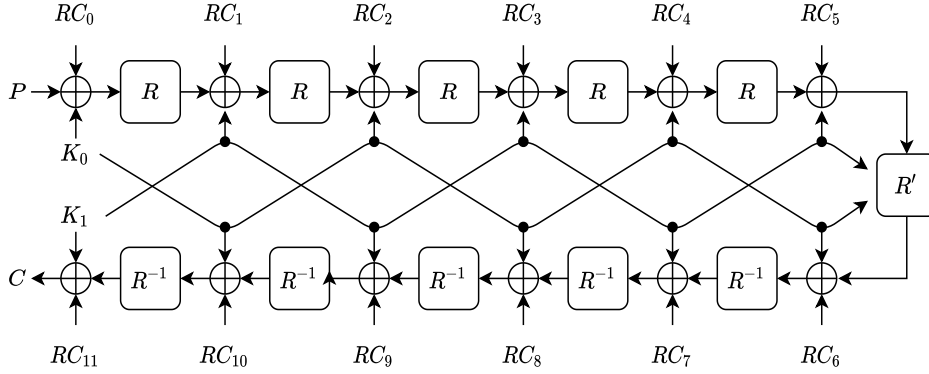 RC₀ RC₁ RC₂ RC₃ RC₄ RC₅
P R R R R R
K₀
R′
K₁
C R⁻¹ R⁻¹ R⁻¹ R⁻¹ R⁻¹
RC₁₁ RC₁₀ RC₉ RC₈ RC₇ RC₆